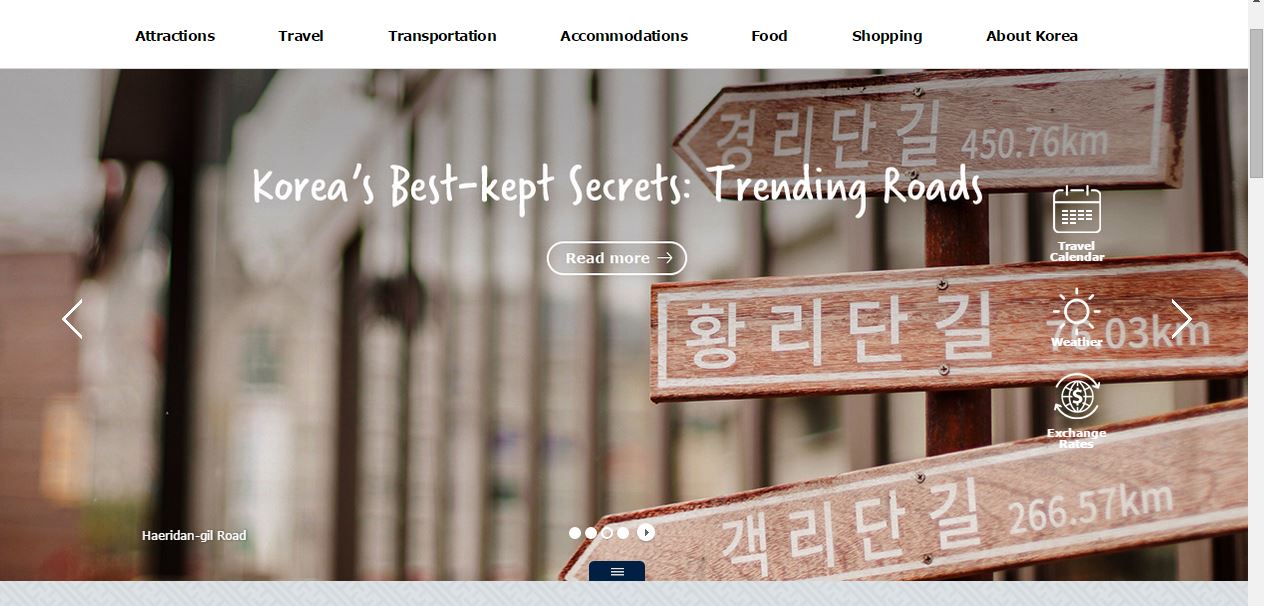 Attractions Travel Transportation Accommodations Food Shopping About Korea
경리단길 450.76km
Korea's Best-kept Secrets: Trending Roads
Read more
Travel
Calendar
황리단길 76.03km
Weather
Exchange
Rates
객리단길 266.57km
Haeridan-gil Road